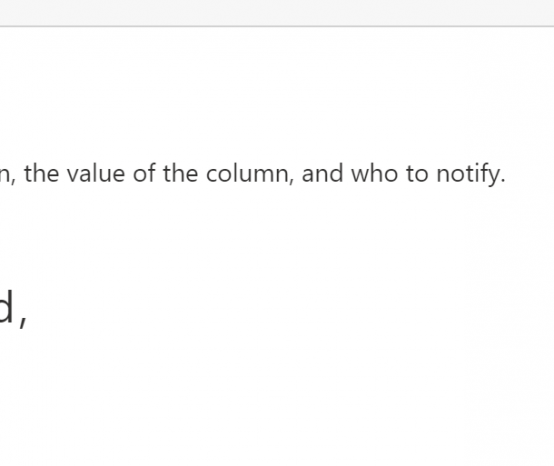 n, the value of the column, and who to notify.
d,